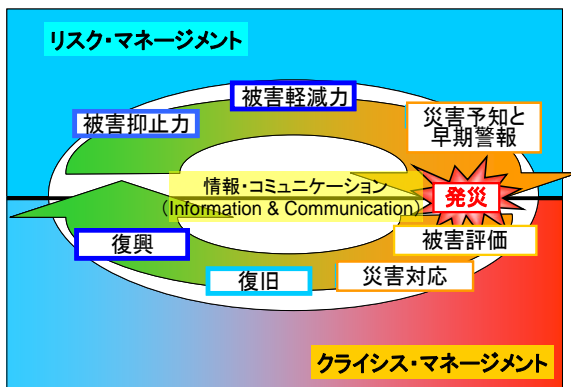 リスク・マネージメント
被害軽減力
被害抑止力
災害予知と
早期警報
情報・コミュニケーション
(Information & Communication)
発災
被害評価
復興
災害対応
復旧
クライシス・マネージメント